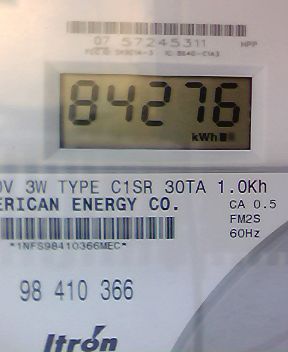 07 57245311 HPP
84276
kWh
0V 3W TYPE C1SR 30TA 1.0Kh
ERICAN ENERGY CO. CA 0.5
FM2S
*1NFS98410366MEC* 60Hz
98 410 366
Itrón